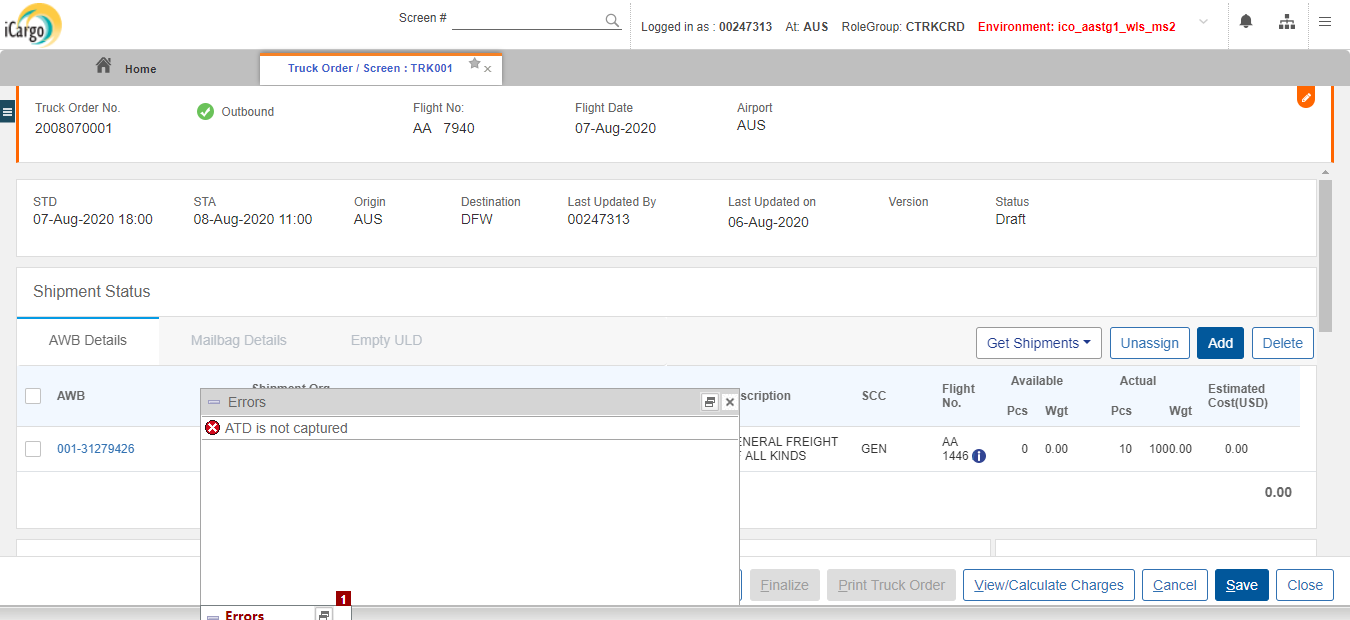 iCargo
Screen #
Logged in as : 00247313 At: AUS RoleGroup: CTRKCRD Environment: ico_aastg1_wls_ms2
Home
Truck Order / Screen : TRK001
Truck Order No.
2008070001
Outbound
Flight No:
AA 7940
Flight Date
07-Aug-2020
Airport
AUS
STD
07-Aug-2020 18:00
STA
08-Aug-2020 11:00
Origin
AUS
Destination
DFW
Last Updated By
00247313
Last Updated on
06-Aug-2020
Version
Status
Draft
Shipment Status
AWB Details
Mailbag Details
Empty ULD
Get Shipments
Unassign
Add
Delete
AWB
Shipment Org
scription
SCC
Flight
No.
Available
Pcs Wgt
Actual
Pcs Wgt
Estimated
Cost(USD)
001-31279426
ENERAL FREIGHT
ALL KINDS
GEN
AA
1446
0 0.00
10 1000.00
0.00
0.00
Errors
ATD is not captured
1
Errors
Finalize
Print Truck Order
View/Calculate Charges
Cancel
Save
Close